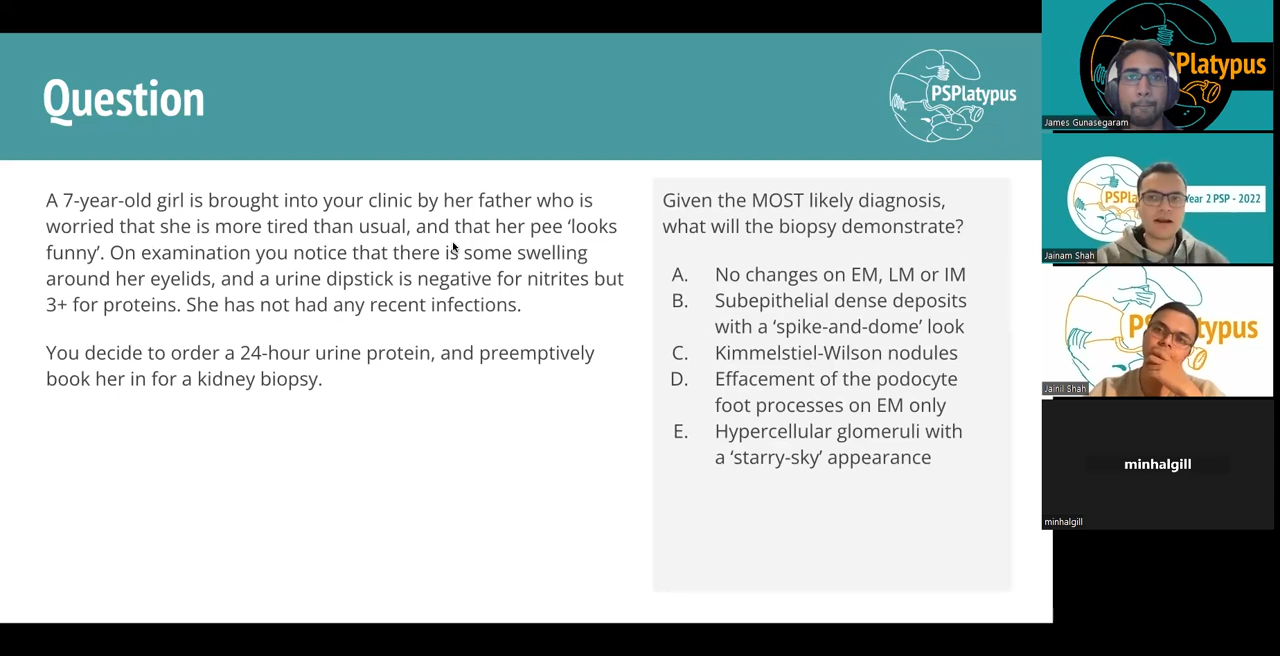 Question
PSPlatypus
A 7-year-old girl is brought into your clinic by her father who is
worried that she is more tired than usual, and that her pee ‘looks
funny’. On examination you notice that there is some swelling
around her eyelids, and a urine dipstick is negative for nitrites but
3+ for proteins. She has not had any recent infections.
You decide to order a 24-hour urine protein, and preemptively
book her in for a kidney biopsy.
Given the MOST likely diagnosis,
what will the biopsy demonstrate?
A. No changes on EM, LM or IM
B. Subepithelial dense deposits
with a ‘spike-and-dome’ look
C. Kimmelstiel-Wilson nodules
D. Effacement of the podocyte
foot processes on EM only
E. Hypercellular glomeruli with
a ‘starry-sky’ appearance
Platypus
James Gunasegaram
Year 2 PSP - 2022
Jainam Shah
Jainil Shah
minhalgill
minhalgill